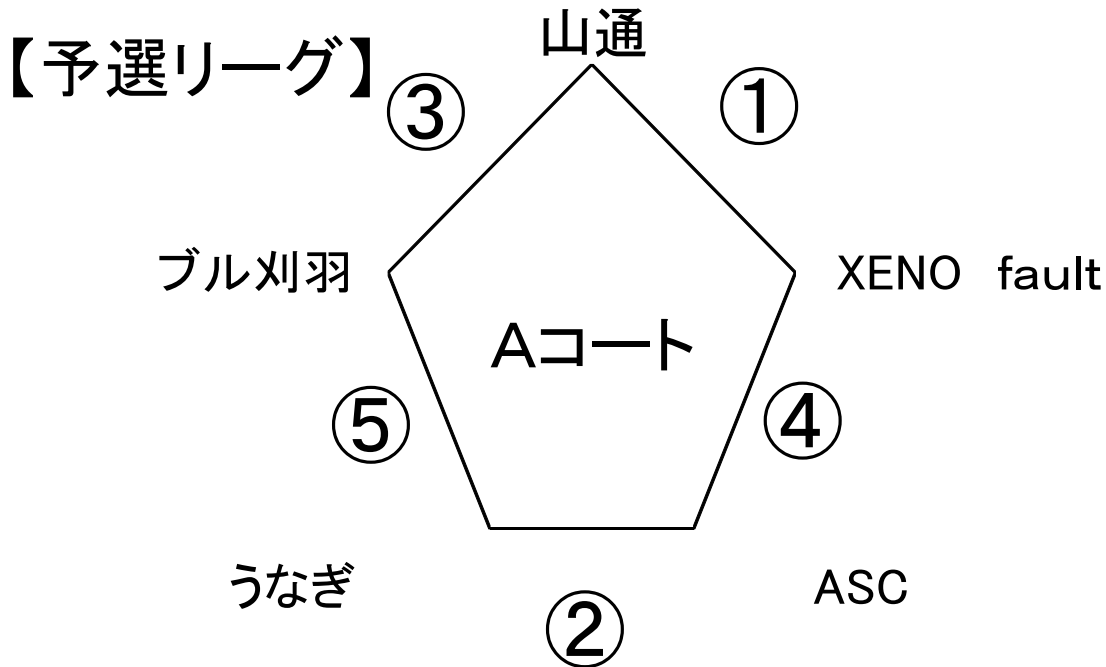 山通
【予選リーグ】
③
①
ブル刈羽
XENO　fault
Aコート
⑤
④
うなぎ
ASC
②